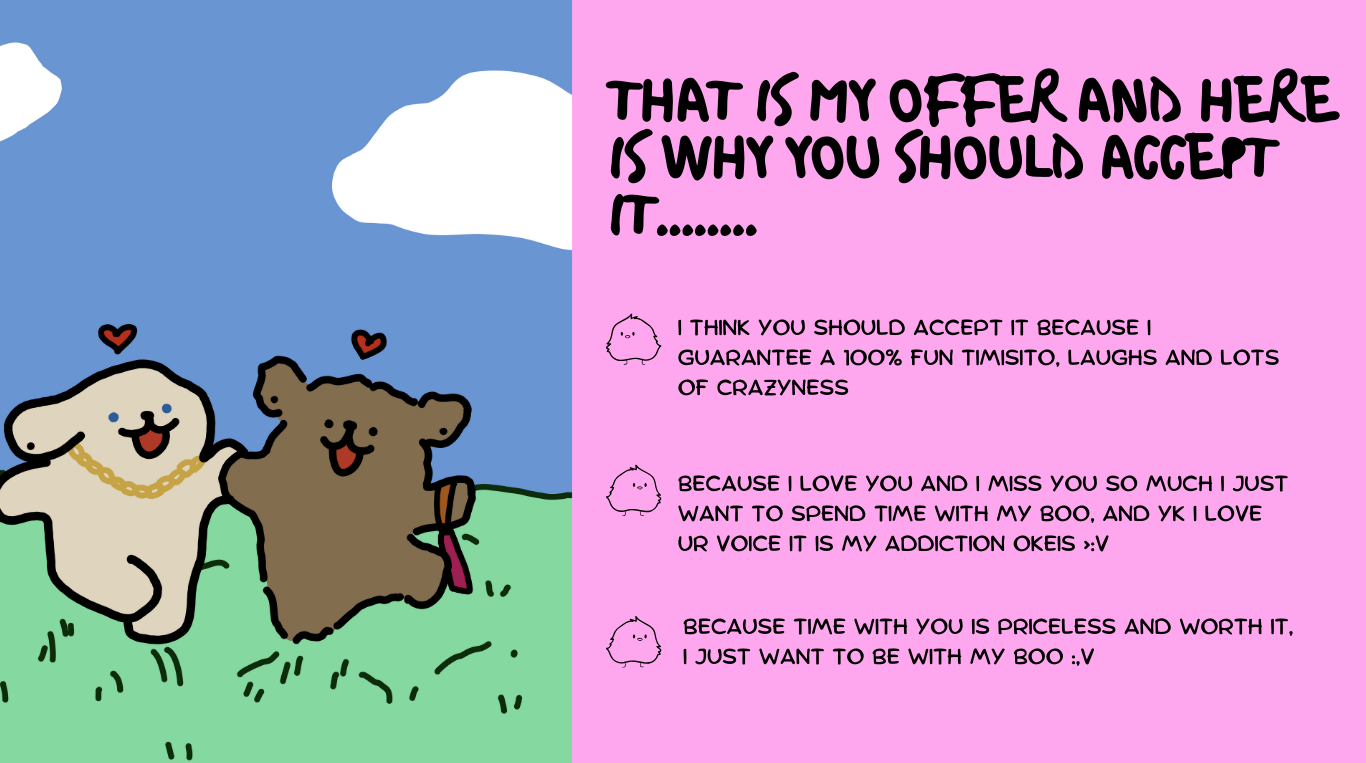 THAT IS MY OFFER AND HERE
IS WHY YOU SHOULD ACCEPT
IT........
I THINK YOU SHOULD ACCEPT IT BECAUSE I
GUARANTEE A 100% FUN TIMISITO, LAUGHS AND LOTS
OF CRAZYNESS
BECAUSE I LOVE YOU AND I MISS YOU SO MUCH I JUST
WANT TO SPEND TIME WITH MY BOO, AND YK I LOVE
UR VOICE IT IS MY ADDICTION OKEIS >:V
BECAUSE TIME WITH YOU IS PRICELESS AND WORTH IT,
I JUST WANT TO BE WITH MY BOO :,V